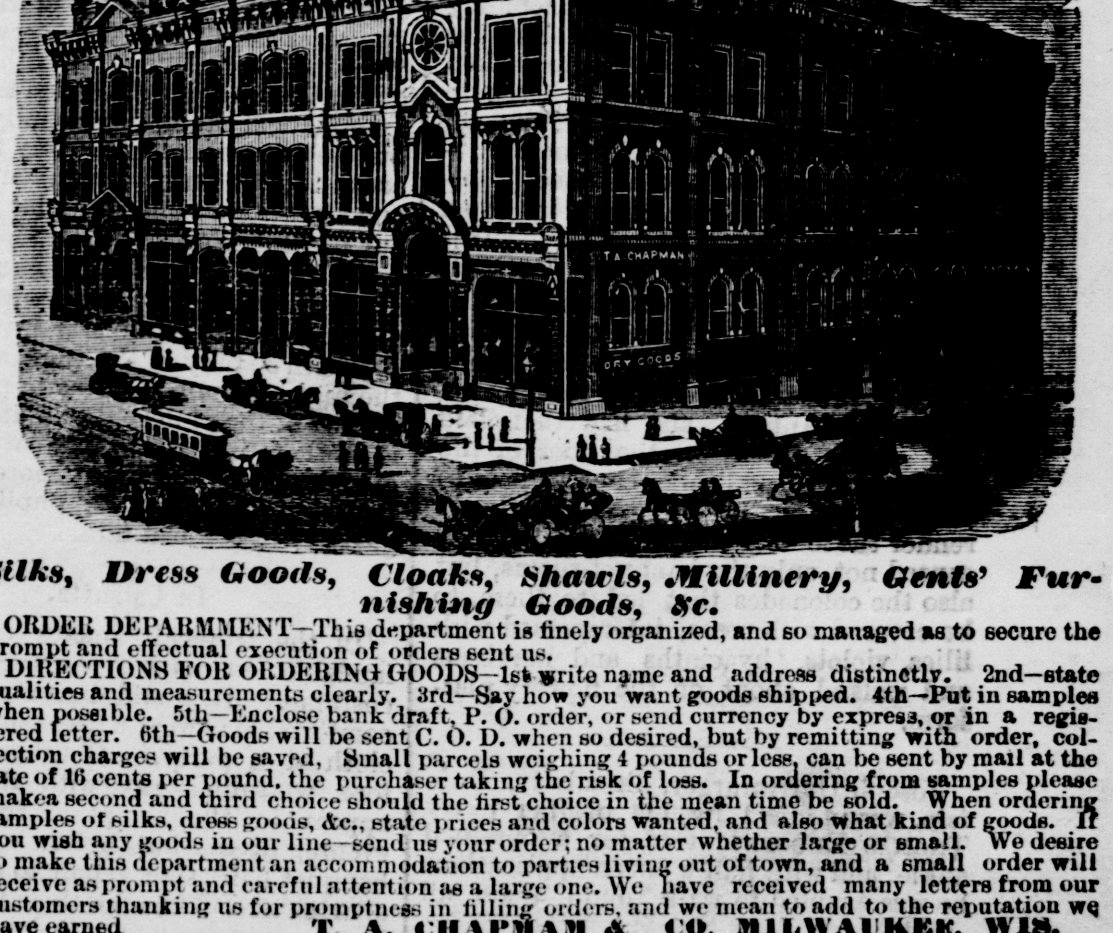 T A CHAPMAN
DRY GOODS
ilks, Dress Goods, Cloaks, Shawls, Millinery, Gents' Fur-
nishing Goods, &c.
ORDER DEPARMMENT—This department is finely organized, and so managed as to secure the
rompt and effectual execution of orders sent us.
DIRECTIONS FOR ORDERING GOODS—1st write name and address distinctly. 2nd—state
ualities and measurements clearly. 3rd—Say how you want goods shipped. 4th—Put in samples
hen possible. 5th—Enclose bank draft, P. O. order, or send currency by express, or in a regis-
ered letter. 6th—Goods will be sent C. O. D. when so desired, but by remitting with order, col-
ection charges will be saved, Small parcels weighing 4 pounds or less, can be sent by mail at the
ate of 16 cents per pound, the purchaser taking the risk of loss. In ordering from samples please
make a second and third choice should the first choice in the mean time be sold. When ordering
amples of silks, dress goods, &c., state prices and colors wanted, and also what kind of goods. If
ou wish any goods in our line—send us your order; no matter whether large or small. We desire
o make this department an accommodation to parties living out of town, and a small order will
eceive as prompt and careful attention as a large one. We have received many letters from our
ustomers thanking us for promptness in filling orders, and we mean to add to the reputation we
ave earned T. A. CHAPMAN & CO. MILWAUKEE, WIS.